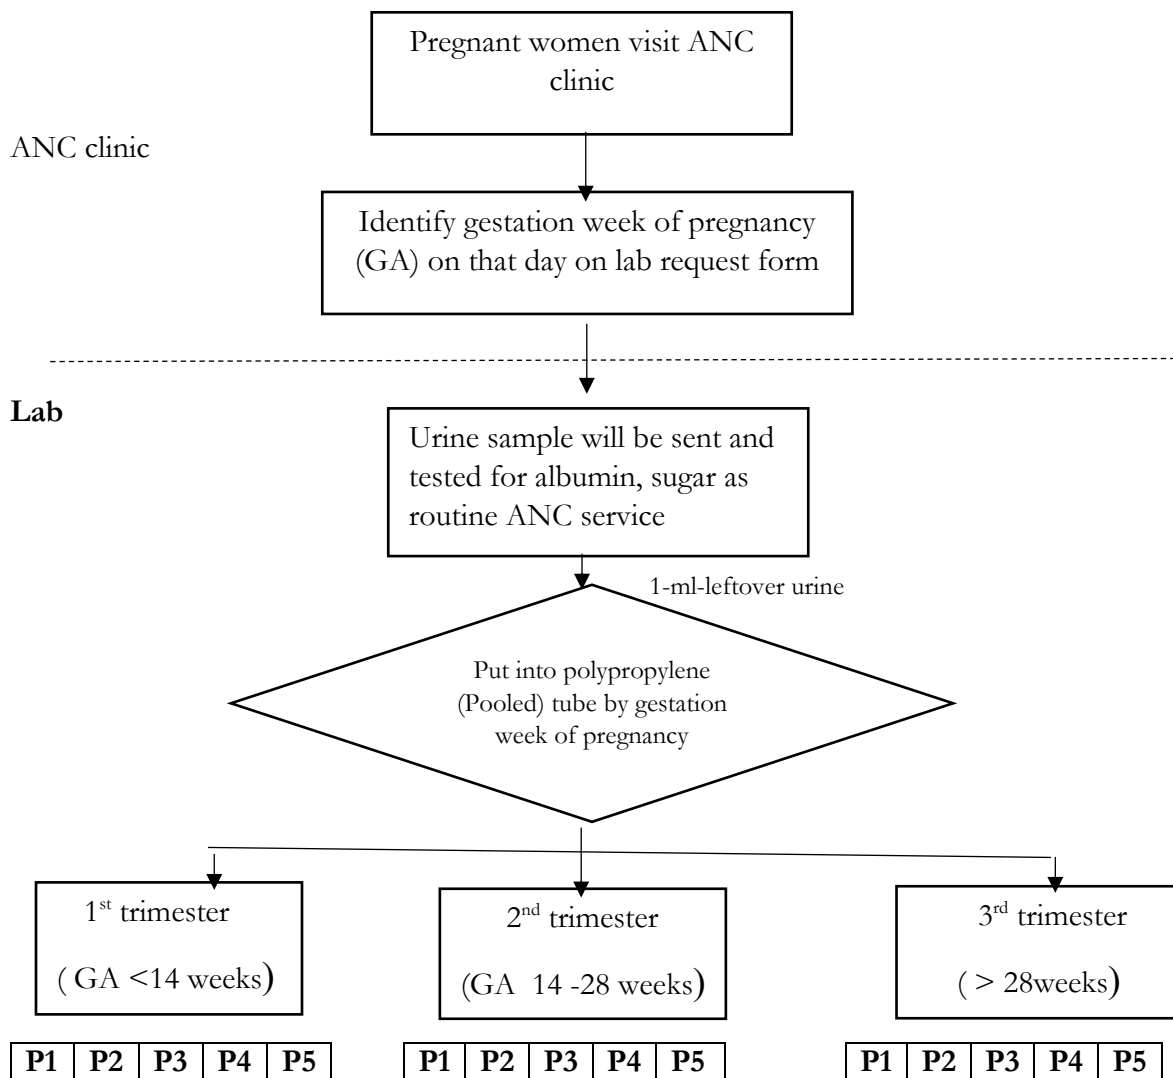 Pregnant women visit ANC
clinic
ANC clinic
Identify gestation week of pregnancy
(GA) on that day on lab request form
Lab
Urine sample will be sent and
tested for albumin, sugar as
routine ANC service
1-ml-leftover urine
Put into polypropylene
(Pooled) tube by gestation
week of pregnancy
1st trimester
( GA <14 weeks)
2nd trimester
(GA 14 -28 weeks)
3rd trimester
( > 28weeks)
P1 P2 P3 P4 P5
P1 P2 P3 P4 P5
P1 P2 P3 P4 P5